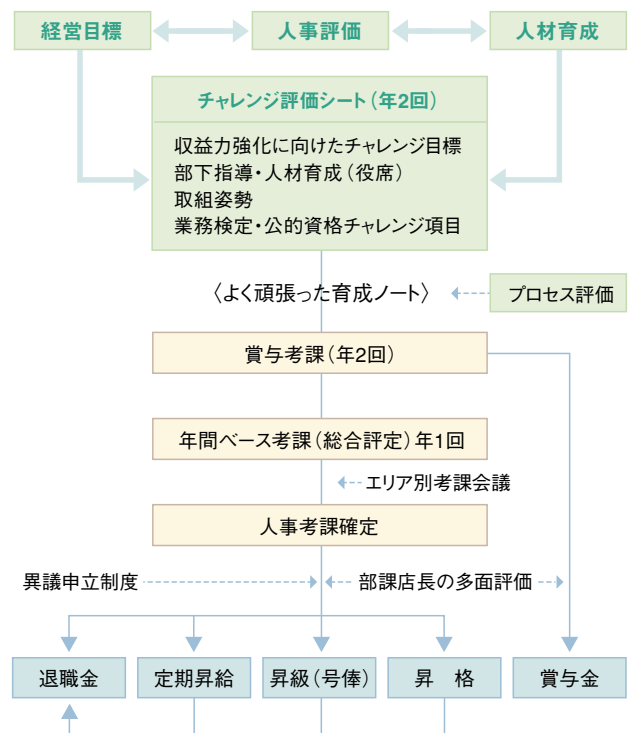 経営目標
人事評価
人材育成
チャレンジ評価シート（年2回）
収益力強化に向けたチャレンジ目標
部下指導・人材育成（役席）
取組姿勢
業務検定・公的資格チャレンジ項目
〈よく頑張った育成ノート〉
プロセス評価
賞与考課（年2回）
年間ベース考課（総合評定）年1回
エリア別考課会議
人事考課確定
異議申立制度
部課店長の多面評価
退職金
定期昇給
昇級（号俸）
昇　格
賞与金